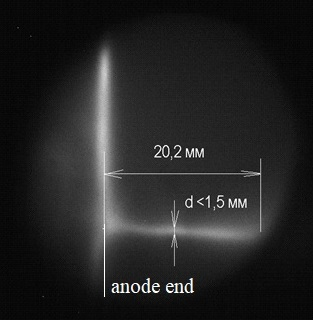 20,2 мм
d <1,5 мм
anode end